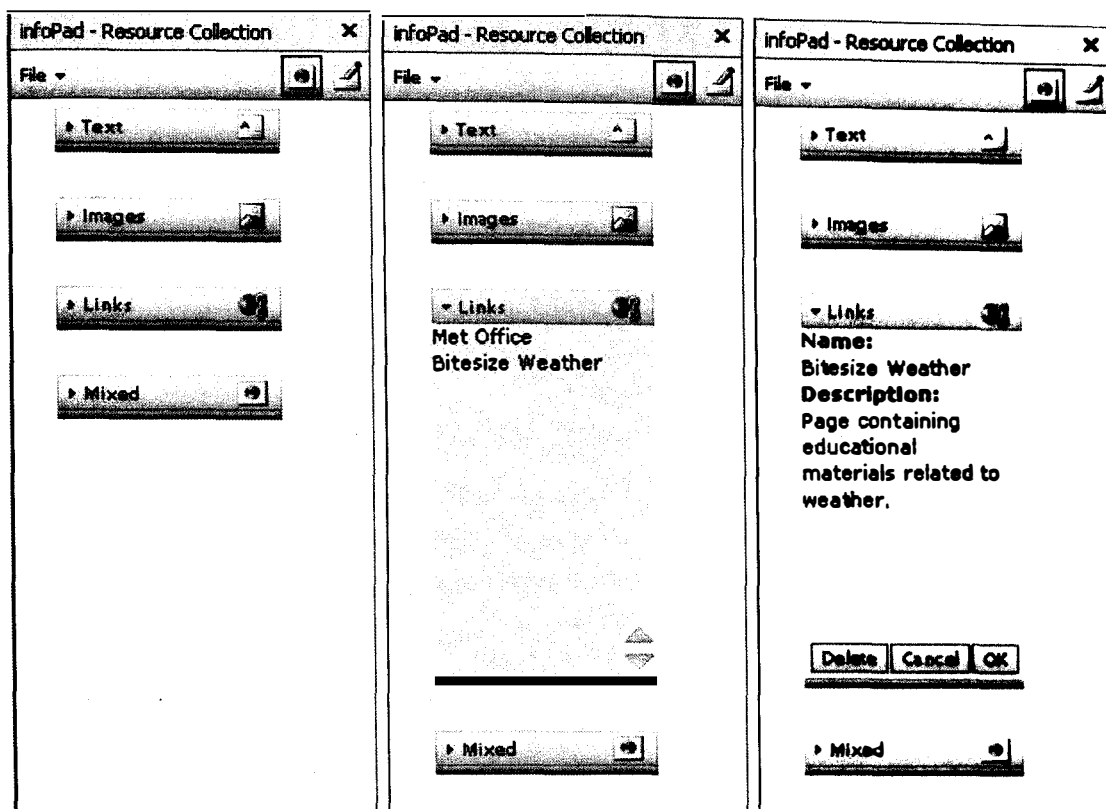 infoPad - Resource Collection
File
Text
Images
Links
Mixed
infoPad - Resource Collection
File
Text
Images
Links
Met Office
Bitesize Weather
Mixed
infoPad - Resource Collection
File
Text
Images
Links
Name:
Bitesize Weather
Description:
Page containing
educational
materials related to
weather.
Delete Cancel OK
Mixed